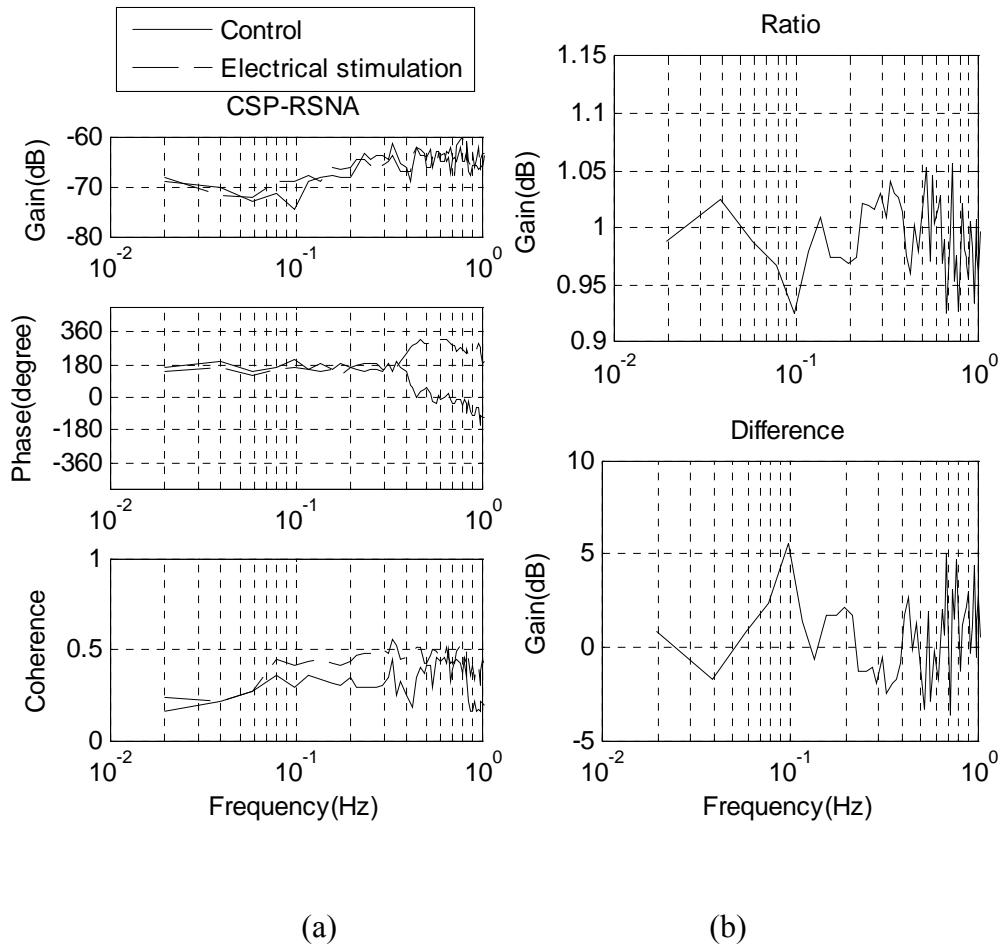 Control
Electrical stimulation
CSP-RSNA
-60
-70
-80
Gain(dB)
10^-2
10^-1
10^0
360
180
0
-180
-360
Phase(degree)
10^-2
10^-1
10^0
1
0.5
0
Coherence
10^-2
10^-1
10^0
Frequency(Hz)
(a)
Ratio
1.15
1.1
1.05
1
0.95
0.9
Gain(dB)
10^-2
10^-1
10^0
Difference
10
5
0
-5
Gain(dB)
10^-2
10^-1
10^0
Frequency(Hz)
(b)